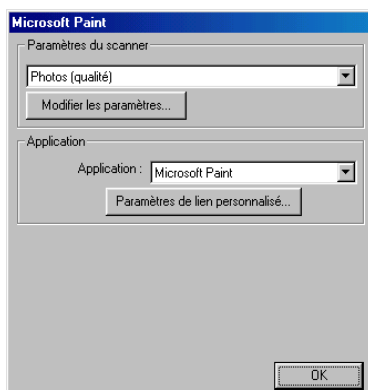 Microsoft Paint
Paramètres du scanner
Photos (qualité)
Modifier les paramètres...
Application
Application : Microsoft Paint
Paramètres de lien personnalisé...
OK